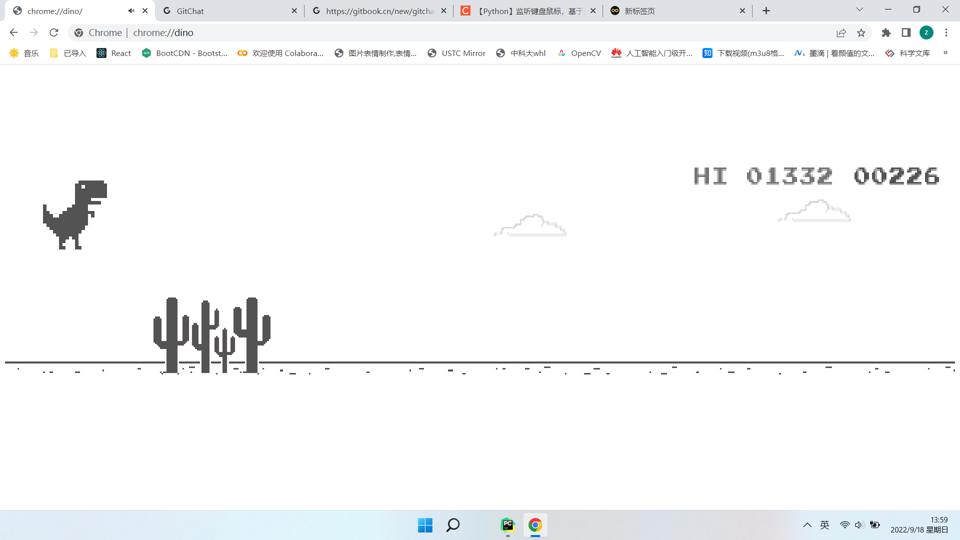 chrome://dino/
GitChat
https://gitbook.cn/new/gitcha
【Python】监听键盘鼠标，基于
新标签页
Chrome | chrome://dino
z
音乐
已导入
React
BootCDN - Bootst...
欢迎使用 Colabora...
图片表情制作,表情...
USTC Mirror
中科大whl
OpenCV
人工智能入门极开...
下载视频(m3u8格...
墨滴 | 看颜值的文...
科学文库
»
HI 01332 00226
PC
英
13:59
2022/9/18 星期日